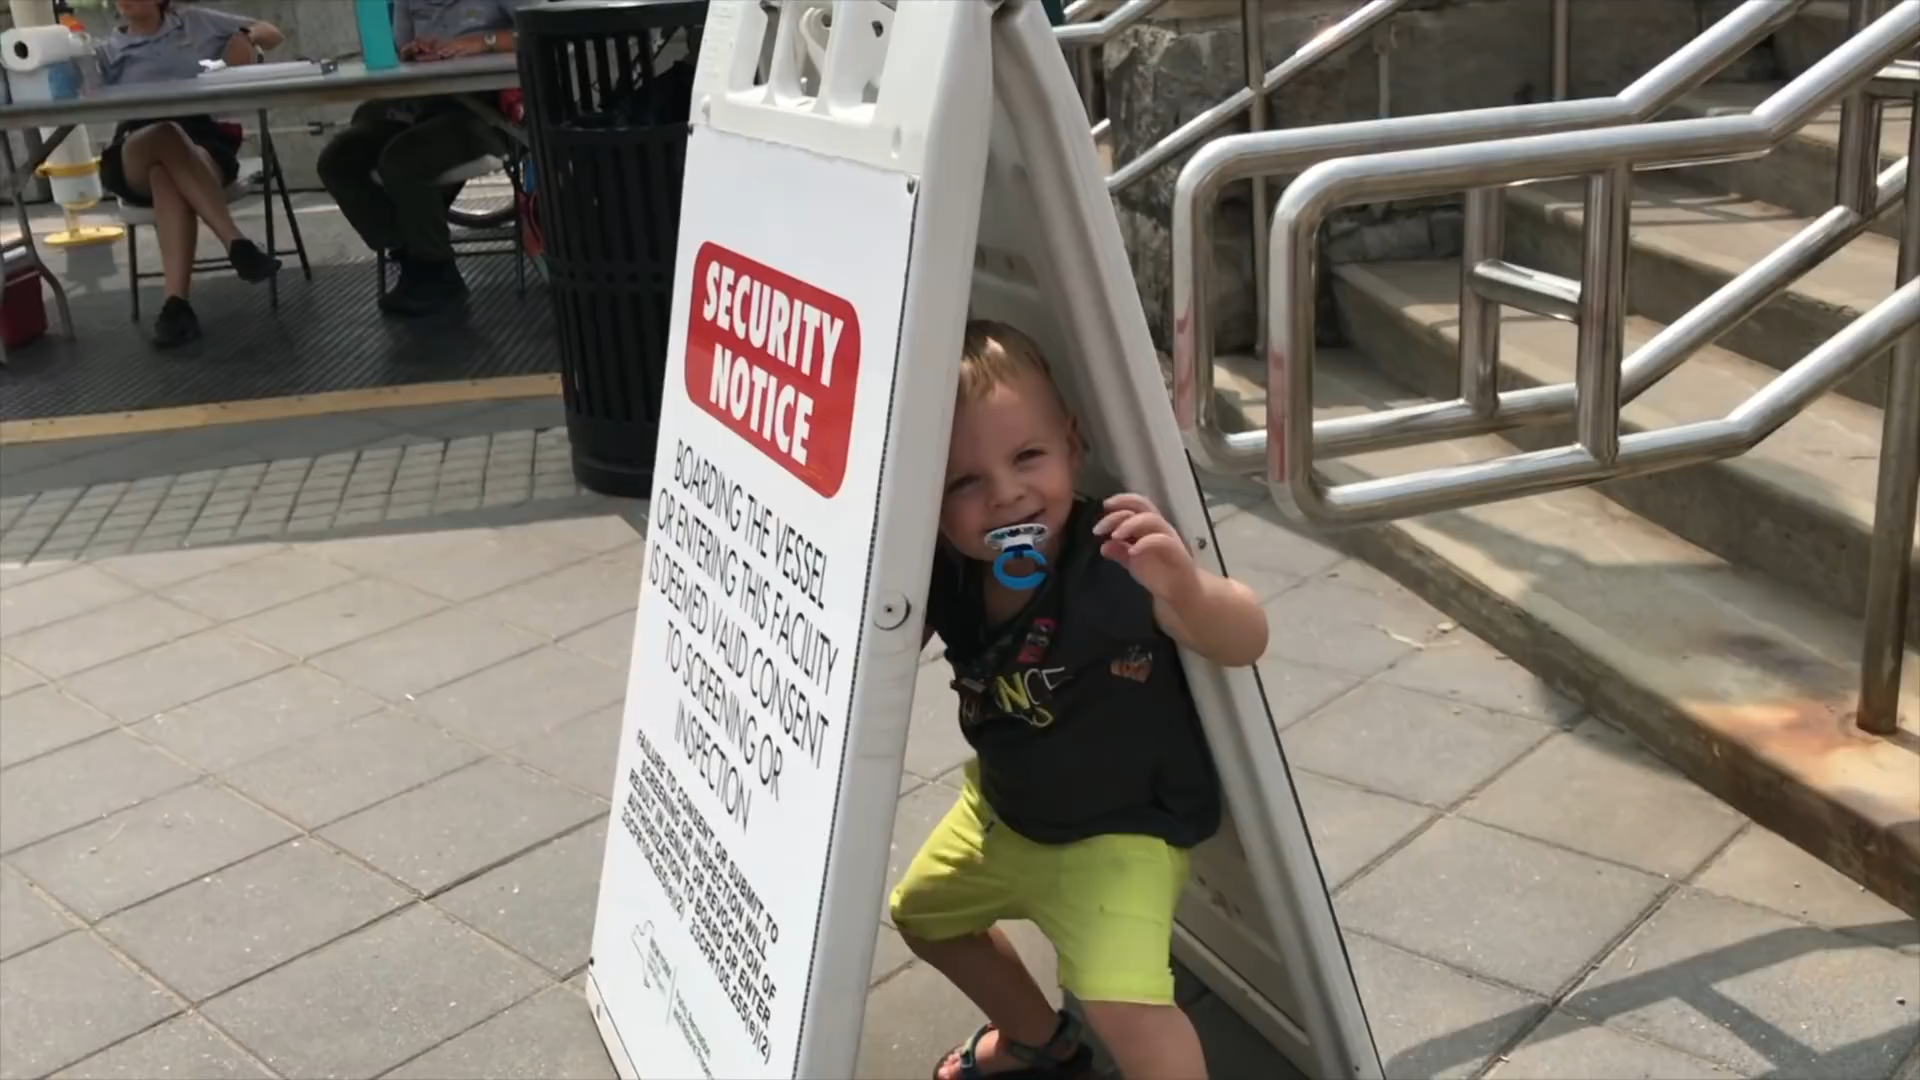 SECURITY
NOTICE
BOARDING THE VESSEL
OR ENTERING THIS FACILITY
IS DEEMED VALID CONSENT
TO SCREENING OR
INSPECTION
FAILURE TO CONSENT OR SUBMIT TO
SCREENING OR INSPECTION WILL
RESULT IN DENIAL OR REVOCATION OF
AUTHORIZATION TO BOARD OR ENTER
33CFR105.255(e)(2)